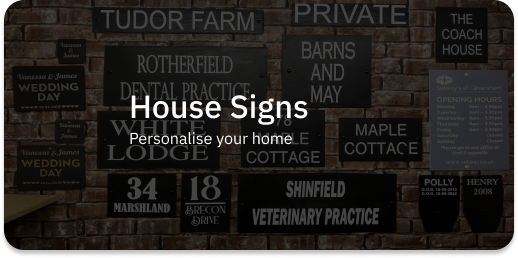 TUDOR FARM
PRIVATE
THE
COACH
HOUSE
Vanessa & James
WEDDING
DAY
ROTHERFIELD
DENTAL PRACTICE
BARNS
AND
MAY
OPENING HOURS
House Signs
Personalise your home
WHITE
LODGE
MAPLE
COTTAGE
MAPLE
COTTAGE
Vanessa & James
WEDDING
DAY
34
MARSHLAND
18
BRECON
DRIVE
SHINFIELD
VETERINARY PRACTICE
POLLY
HENRY
2008